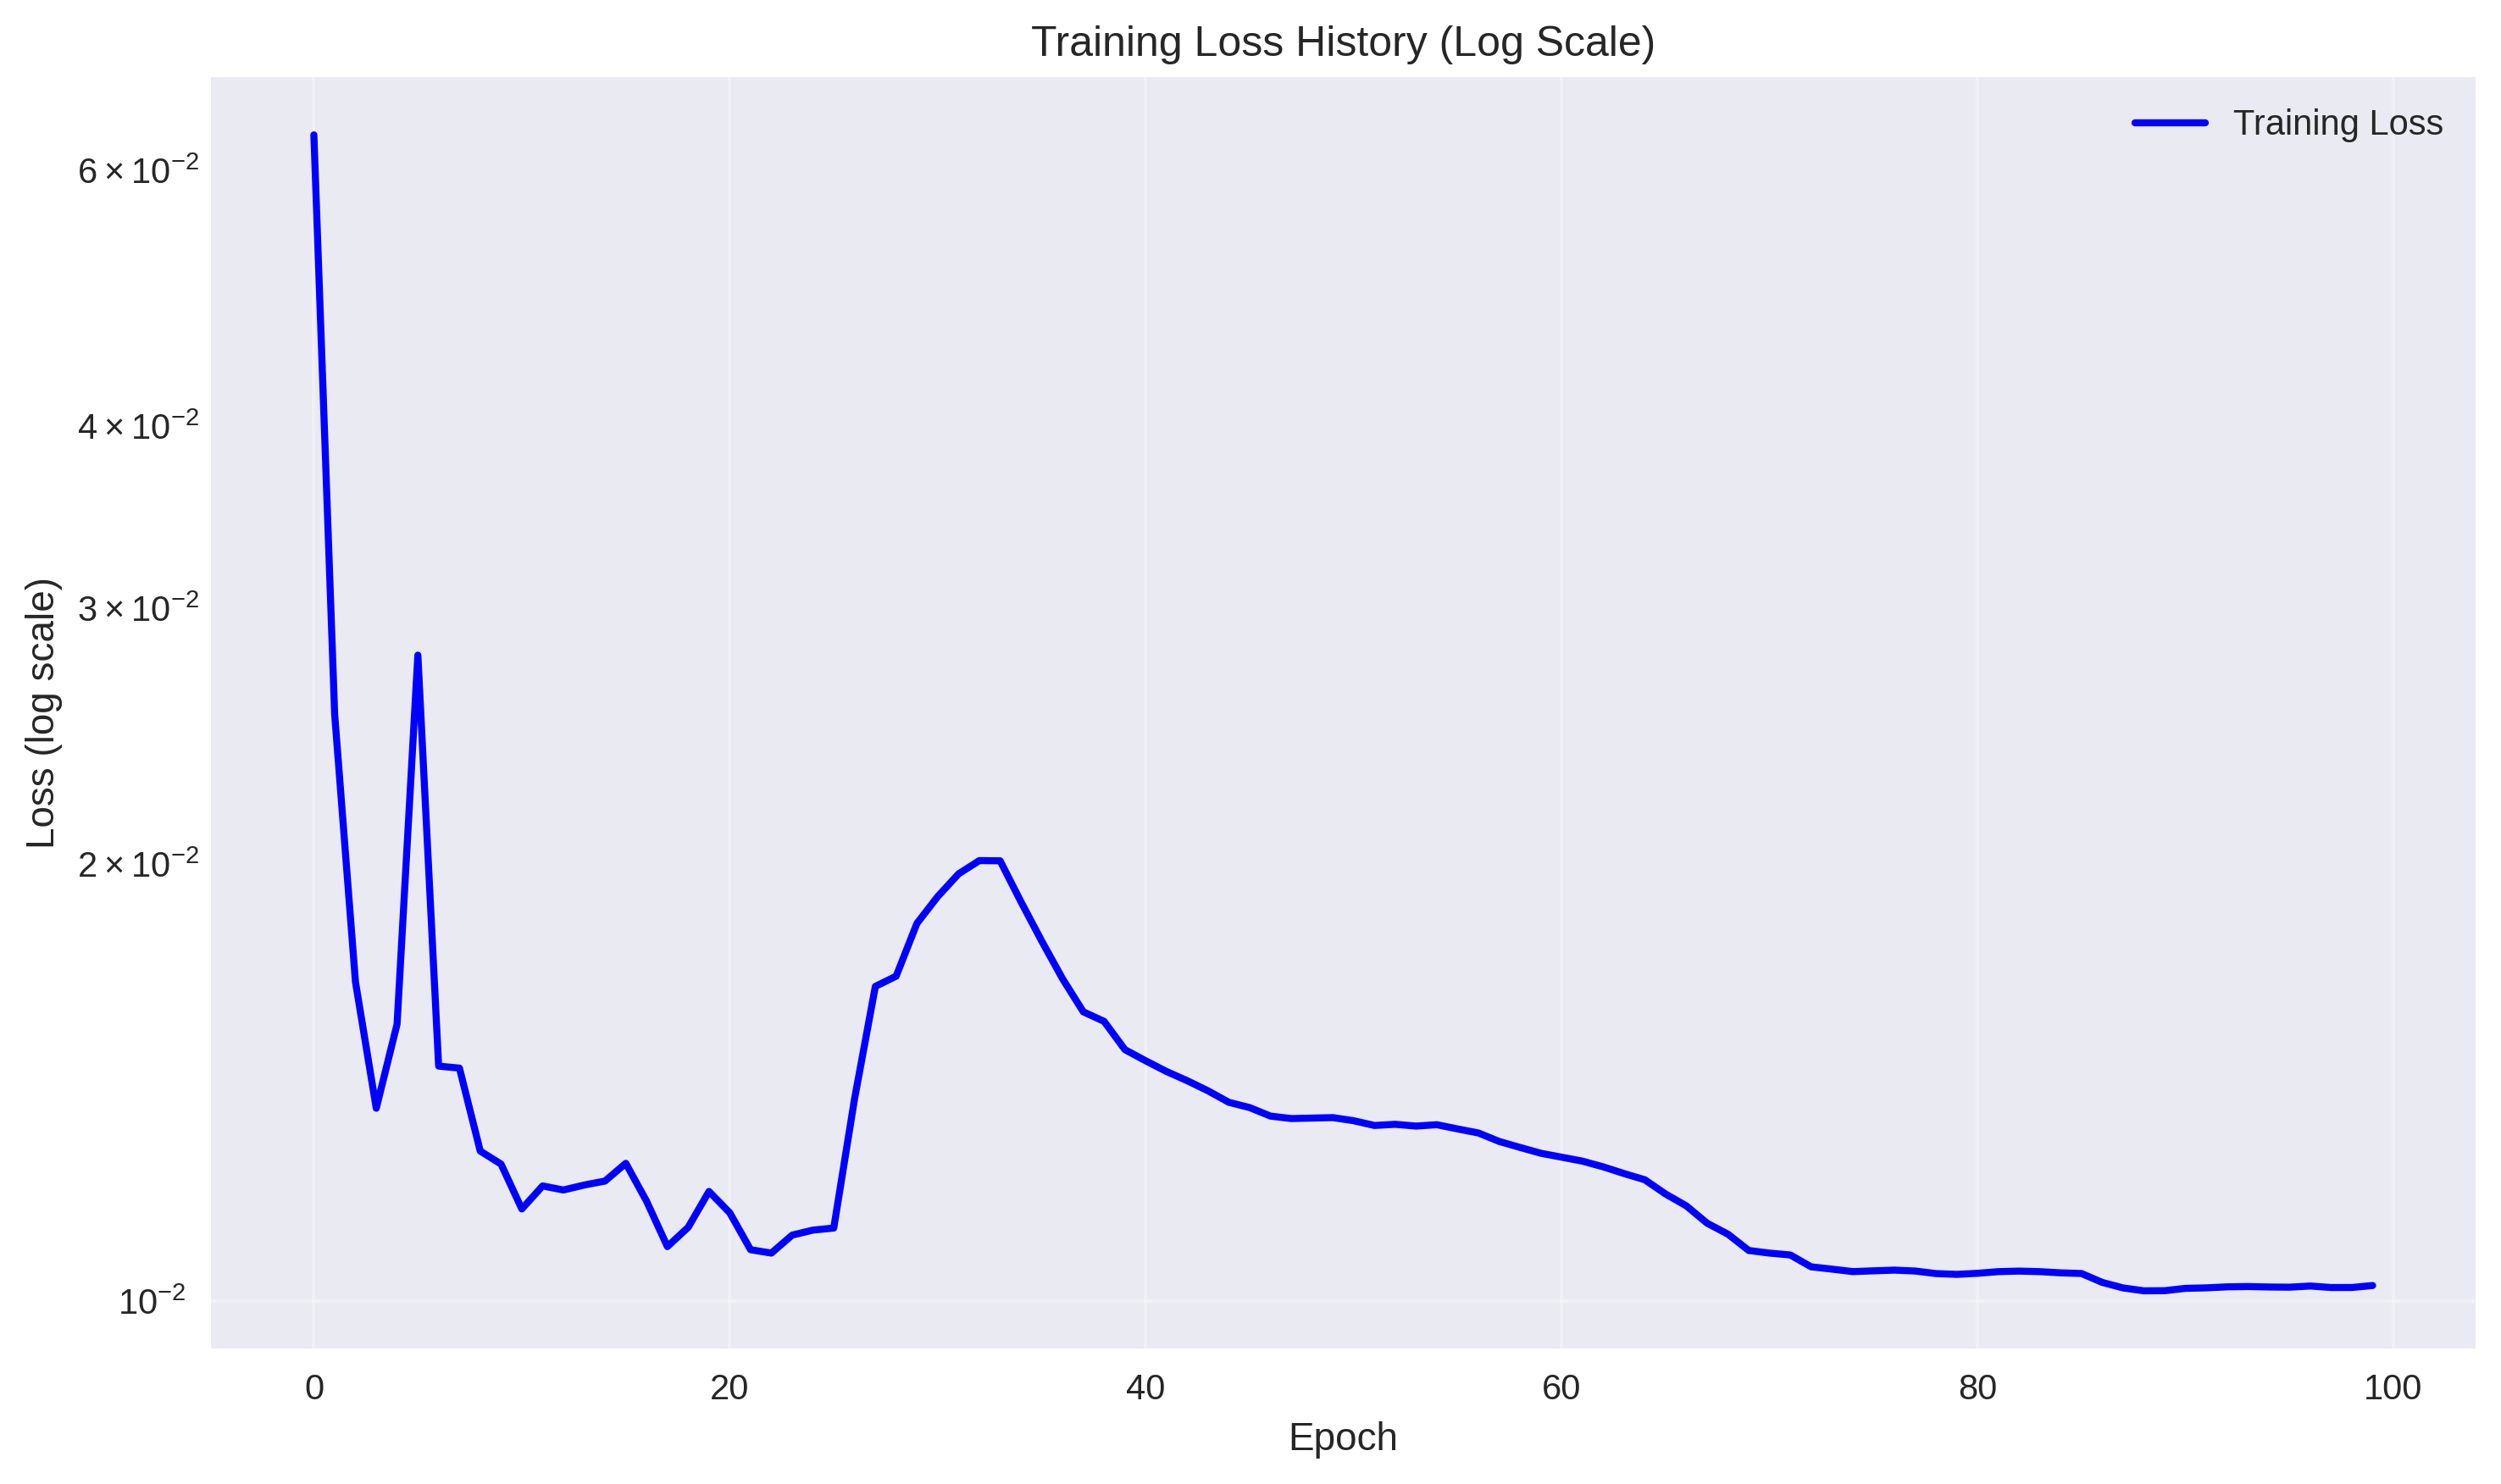 Training Loss History (Log Scale)
Training Loss
6 × 10⁻²
4 × 10⁻²
3 × 10⁻²
2 × 10⁻²
10⁻²
Loss (log scale)
0 20 40 60 80 100
Epoch